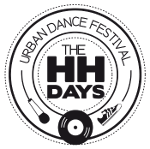 URBAN DANCE FESTIVAL
THE
HH
DAYS